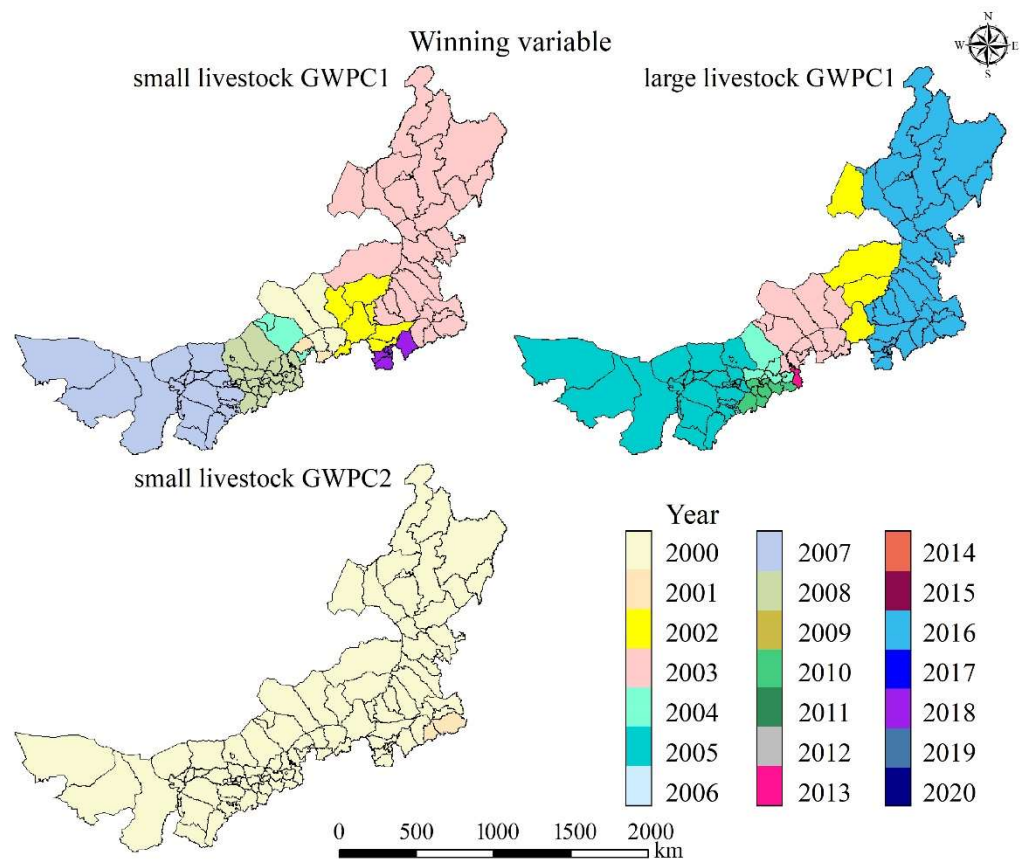 Winning variable
N
W E
S
small livestock GWPC1
large livestock GWPC1
small livestock GWPC2
Year
2000 2007 2014
2001 2008 2015
2002 2009 2016
2003 2010 2017
2004 2011 2018
2005 2012 2019
2006 2013 2020
0 500 1000 1500 2000
km